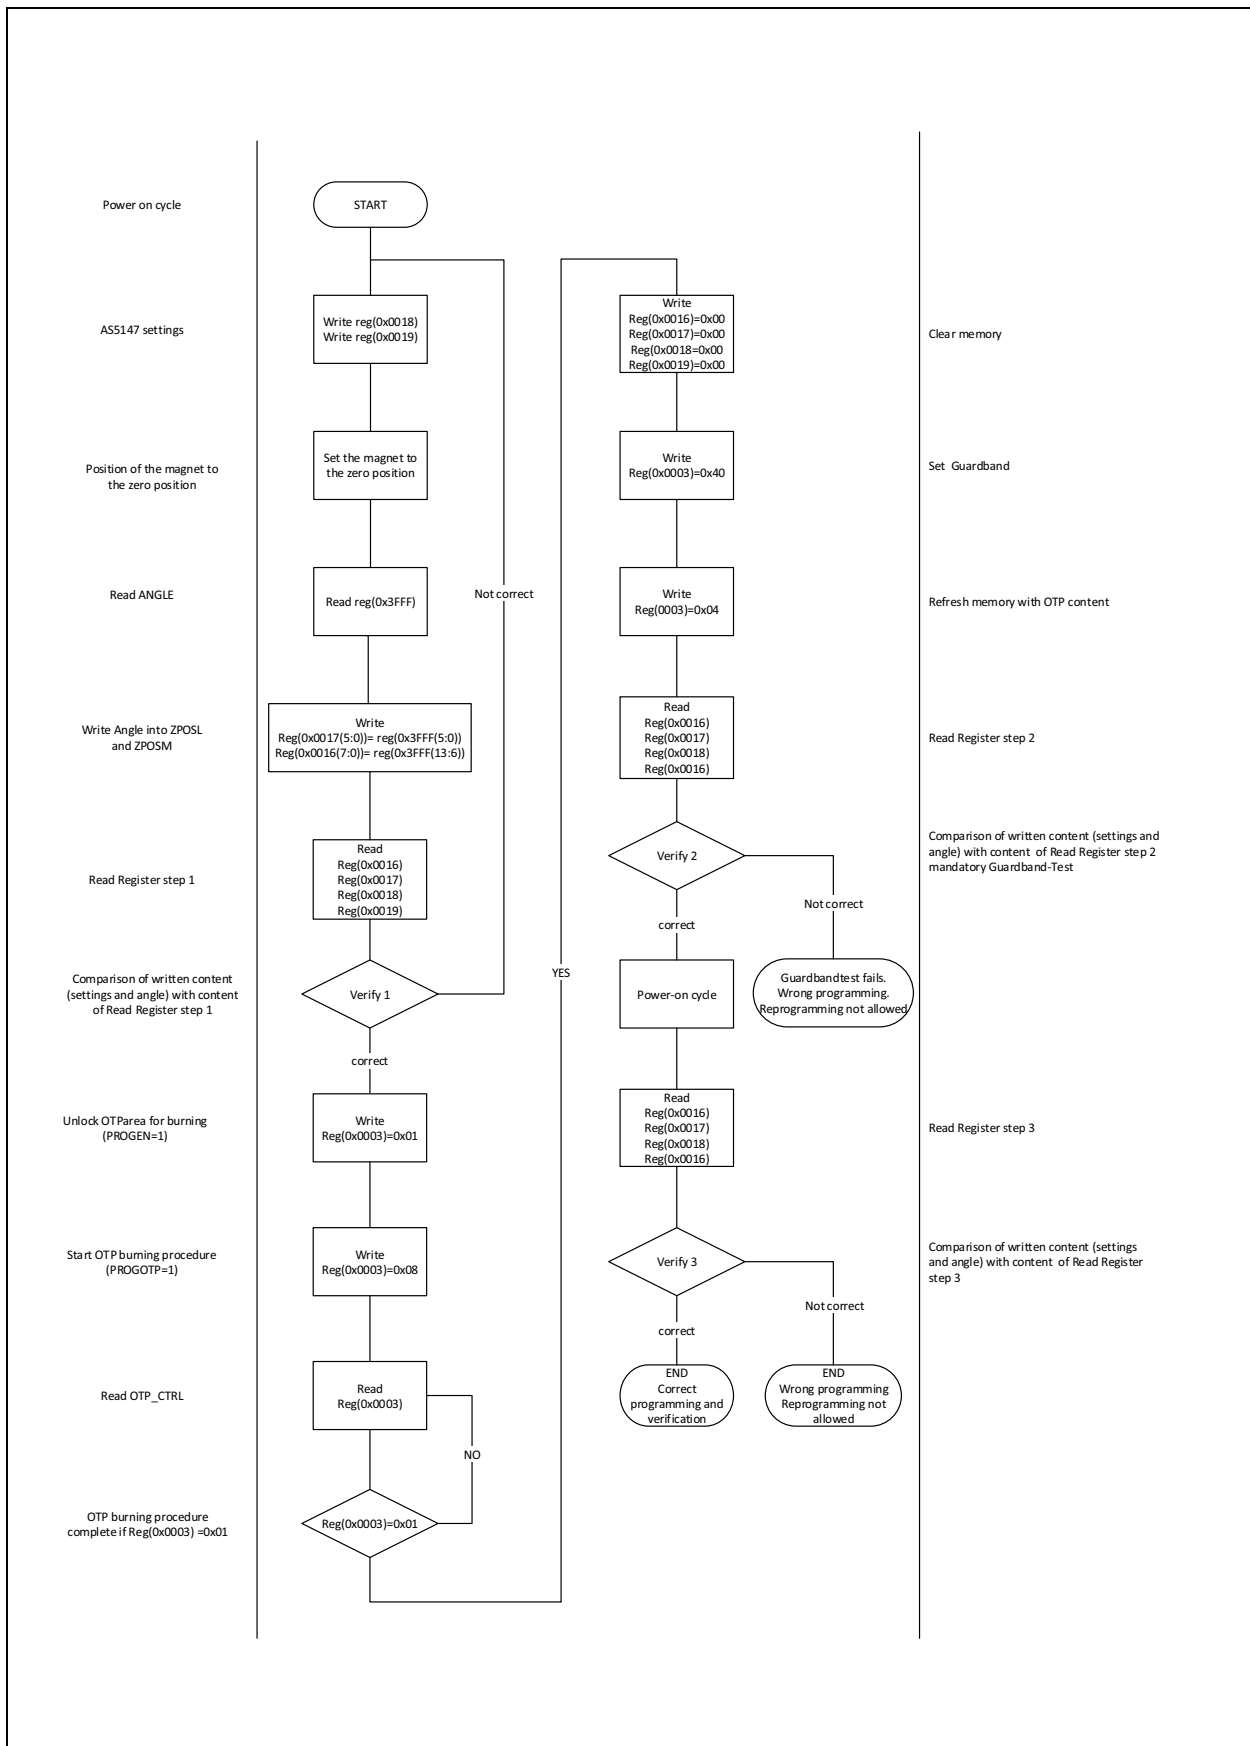 Power on cycle
START
AS5147 settings
Write reg(0x0018)
Write reg(0x0019)
Position of the magnet to
the zero position
Set the magnet to
the zero position
Read ANGLE
Read reg(0x3FFF)
Not correct
Write Angle into ZPOSL
and ZPOSM
Write
Reg(0x0017(5:0))= reg(0x3FFF(5:0))
Reg(0x0016(7:0))= reg(0x3FFF(13:6))
Read Register step 1
Read
Reg(0x0016)
Reg(0x0017)
Reg(0x0018)
Reg(0x0019)
Comparison of written content
(settings and angle) with content
of Read Register step 1
Verify 1
correct
Unlock OTParea for burning
(PROGEN=1)
Write
Reg(0x0003)=0x01
Start OTP burning procedure
(PROGOTP=1)
Write
Reg(0x0003)=0x08
Read OTP_CTRL
Read
Reg(0x0003)
NO
OTP burning procedure
complete if Reg(0x0003) =0x01
Reg(0x0003)=0x01
YES
Write
Reg(0x0016)=0x00
Reg(0x0017)=0x00
Reg(0x0018=0x00
Reg(0x0019)=0x00
Clear memory
Write
Reg(0x0003)=0x40
Set Guardband
Write
Reg(0003)=0x04
Refresh memory with OTP content
Read
Reg(0x0016)
Reg(0x0017)
Reg(0x0018)
Reg(0x0016)
Read Register step 2
Verify 2
Comparison of written content (settings and
angle) with content of Read Register step 2
mandatory Guardband-Test
Not correct
correct
Guardbandtest fails.
Wrong programming.
Reprogramming not allowed
Power-on cycle
Read
Reg(0x0016)
Reg(0x0017)
Reg(0x0018)
Reg(0x0016)
Read Register step 3
Verify 3
Comparison of written content (settings
and angle) with content of Read Register
step 3
Not correct
correct
END
Correct
programming and
verification
END
Wrong programming
Reprogramming not
allowed